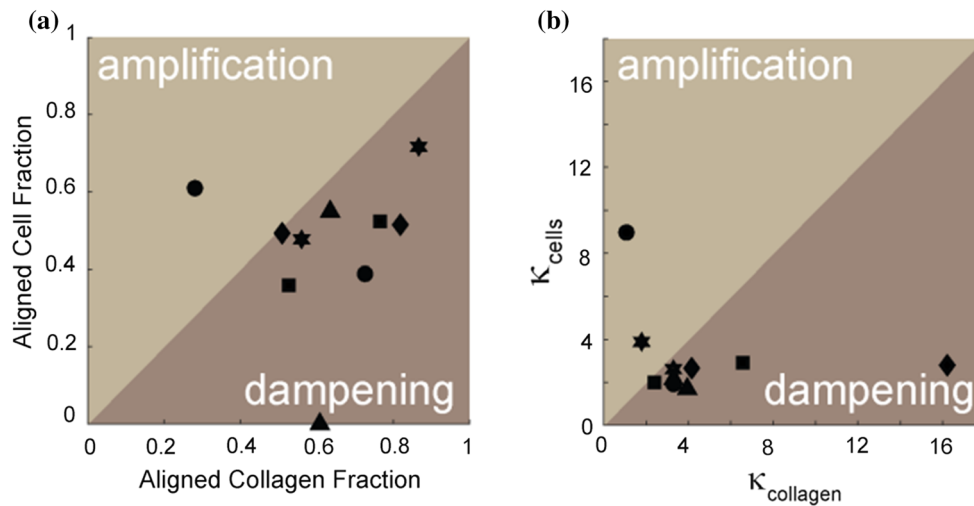 (a)
amplification
dampening
1
0.8
0.6
0.4
0.2
0
0 0.2 0.4 0.6 0.8 1
Aligned Cell Fraction
Aligned Collagen Fraction
(b)
amplification
dampening
16
12
8
4
0
0 4 8 12 16
κcells
κcollagen